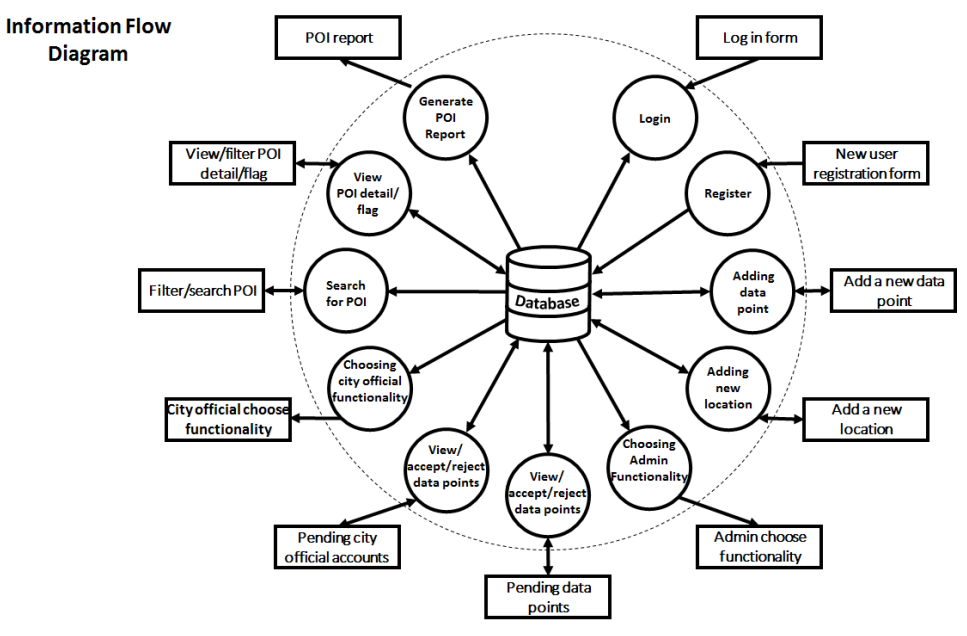 Information Flow
Diagram
POI report
Log in form
Generate
POI
Report
Login
View/filter POI
detail/flag
View
POI detail/
flag
Register
New user
registration form
Filter/search POI
Search
for POI
Database
Adding
data
point
Add a new data
point
Choosing
city official
functionality
Adding
new
location
City official choose
functionality
Add a new
location
View/
accept/reject
data points
View/
accept/reject
data points
Choosing
Admin
Functionality
Pending city
official accounts
Pending data
points
Admin choose
functionality